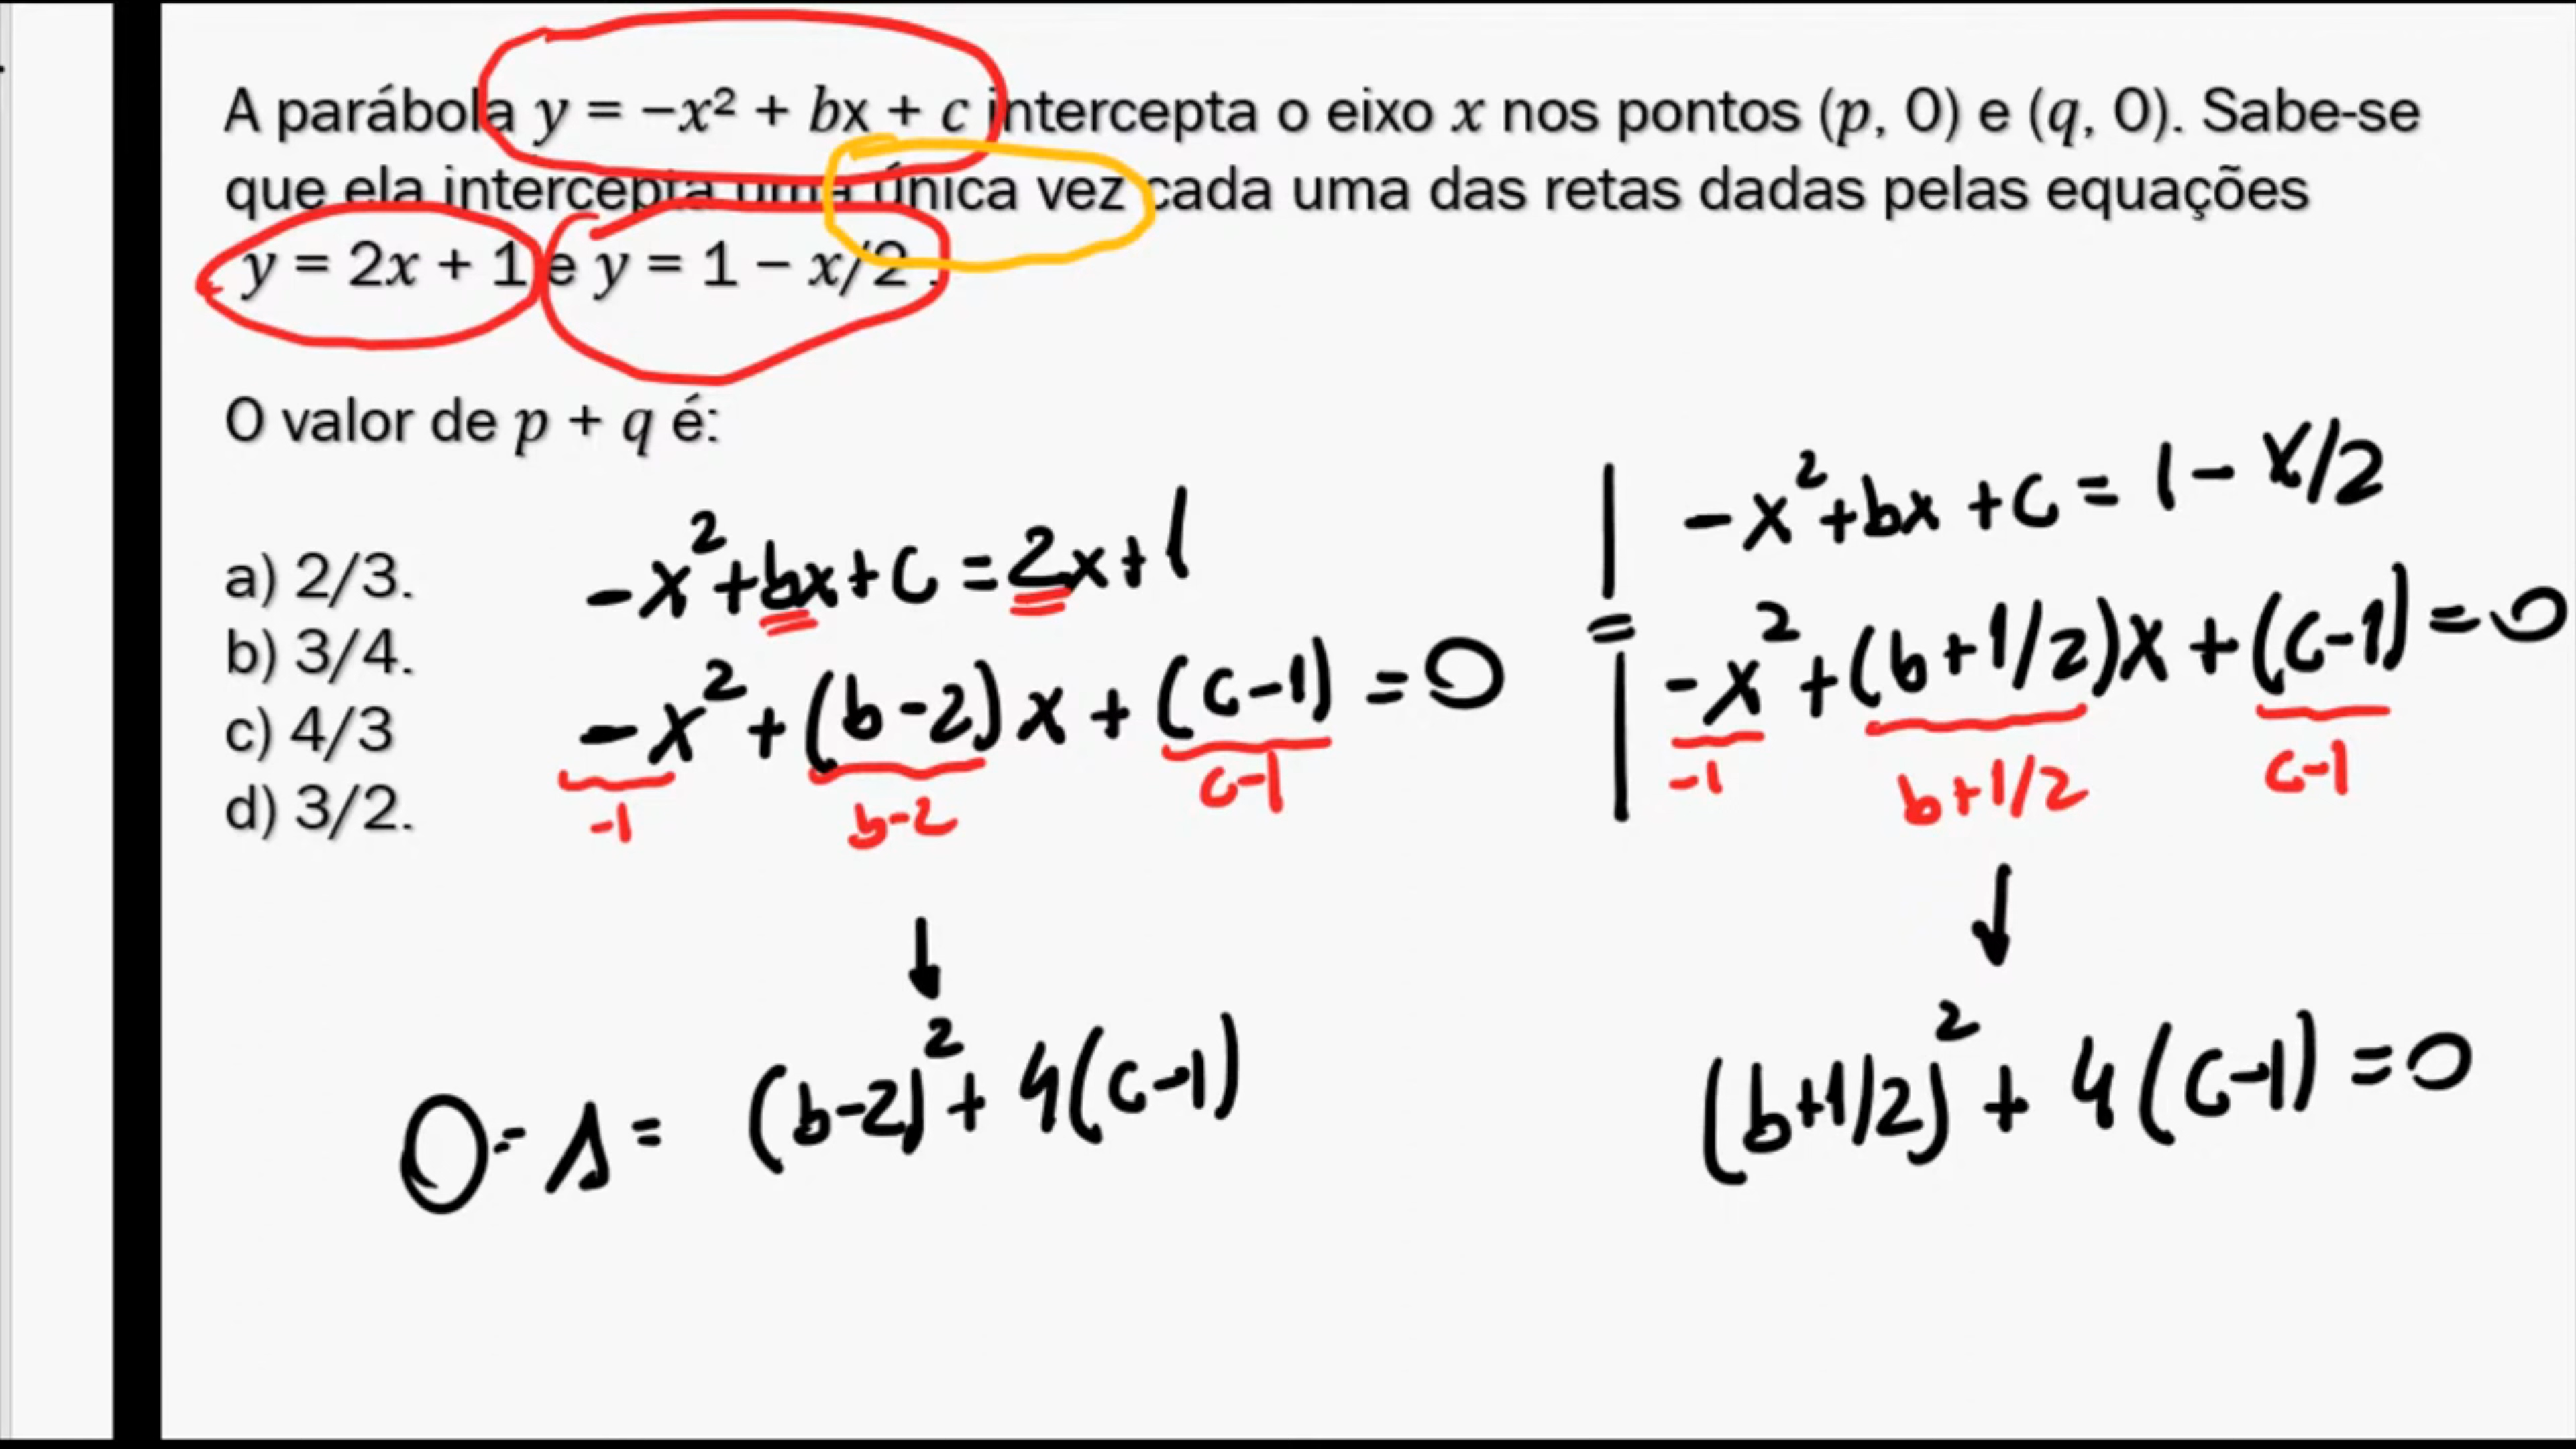 A parábola y = −x² + bx + c intercepta o eixo x nos pontos (p, 0) e (q, 0). Sabe-se
que ela intercepta uma única vez cada uma das retas dadas pelas equações
y = 2x + 1 e y = 1 − x/2 .
O valor de p + q é:
a) 2/3.
b) 3/4.
c) 4/3
d) 3/2.
-x²+bx+c=2x+1
-x²+(b-2)x+(c-1)=0
-1 b-2 c-1
0=Δ= (b-2)²+4(c-1)
-x²+bx+c=1-x/2
-x²+(b+1/2)x+(c-1)=0
-1 b+1/2 c-1
(b+1/2)²+4(c-1)=0